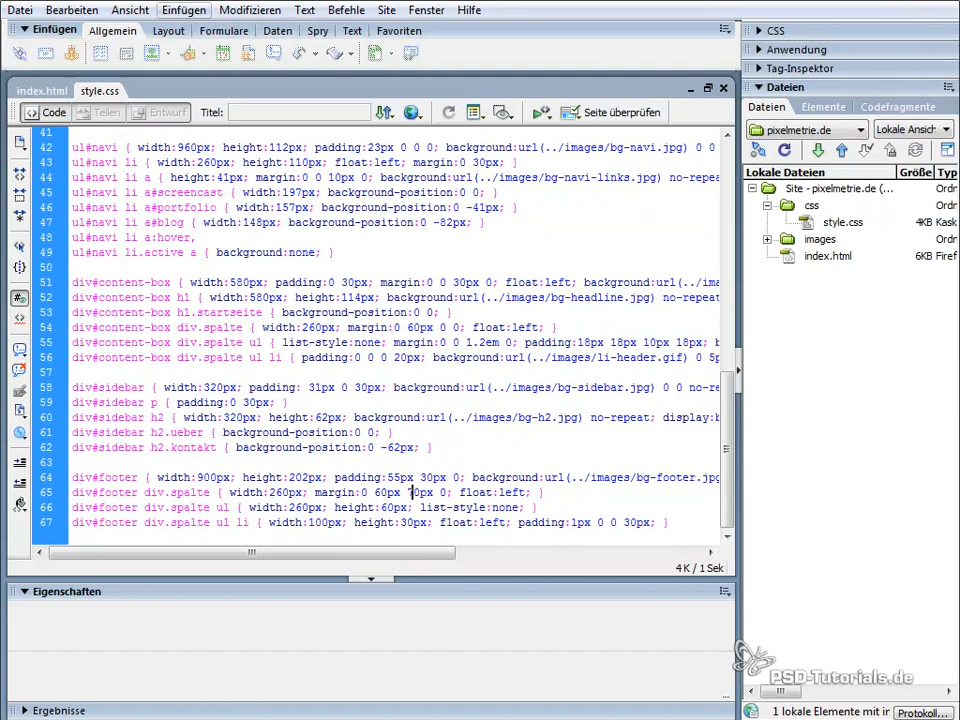 Datei Bearbeiten Ansicht Einfügen Modifizieren Text Befehle Site Fenster Hilfe
Einfügen Allgemein Layout Formulare Daten Spry Text Favoriten
index.html style.css
Code Teilen Entwurf Titel: Seite überprüfen
41
42 ul#navi { width:960px; height:112px; padding:23px 0 0 0; background:url(../images/bg-navi.jpg) 0 0
43 ul#navi li { width:260px; height:110px; float:left; margin:0 30px; }
44 ul#navi li a { height:41px; margin:0 0 10px 0; background:url(../images/bg-navi-links.jpg) no-repea
45 ul#navi li a#screencast { width:197px; background-position:0 0; }
46 ul#navi li a#portfolio { width:157px; background-position:0 -41px; }
47 ul#navi li a#blog { width:148px; background-position:0 -82px; }
48 ul#navi li a:hover,
49 ul#navi li.active a { background:none; }
50
51 div#content-box { width:580px; padding:0 30px; margin:0 0 30px 0; float:left; background:url(../ima
52 div#content-box h1 { width:580px; height:114px; background:url(../images/bg-headline.jpg) no-repeat
53 div#content-box h1.startseite { background-position:0 0; }
54 div#content-box div.spalte { width:260px; margin:0 60px 0 0; float:left; }
55 div#content-box div.spalte ul { list-style:none; margin:0 0 1.2em 0; padding:18px 18px 10px 18px; b
56 div#content-box div.spalte ul li { padding:0 0 0 20px; background:url(../images/li-header.gif) 0 5p
57
58 div#sidebar { width:320px; padding: 31px 0 30px; background:url(../images/bg-sidebar.jpg) 0 0 no-re
59 div#sidebar p { padding:0 30px; }
60 div#sidebar h2 { width:320px; height:62px; background:url(../images/bg-h2.jpg) no-repeat; display:b
61 div#sidebar h2.ueber { background-position:0 0; }
62 div#sidebar h2.kontakt { background-position:0 -62px; }
63
64 div#footer { width:900px; height:202px; padding:55px 30px 0; background:url(../images/bg-footer.jpg
65 div#footer div.spalte { width:260px; margin:0 60px 70px 0; float:left; }
66 div#footer div.spalte ul { width:260px; height:60px; list-style:none; }
67 div#footer div.spalte ul li { width:100px; height:30px; float:left; padding:1px 0 0 30px; }
4K / 1 Sek
Eigenschaften
Ergebnisse
CSS
Anwendung
Tag-Inspektor
Dateien
Dateien Elemente Codefragmente
pixelmetrie.de Lokale Ansich
Lokale Dateien Größe Typ
Site - pixelmetrie.de (... Ordn
css Ordn
style.css 4KB Kask
images Ordn
index.html 6KB Firef
PSD-Tutorials.de
1 lokale Elemente mit ir Protokoll...